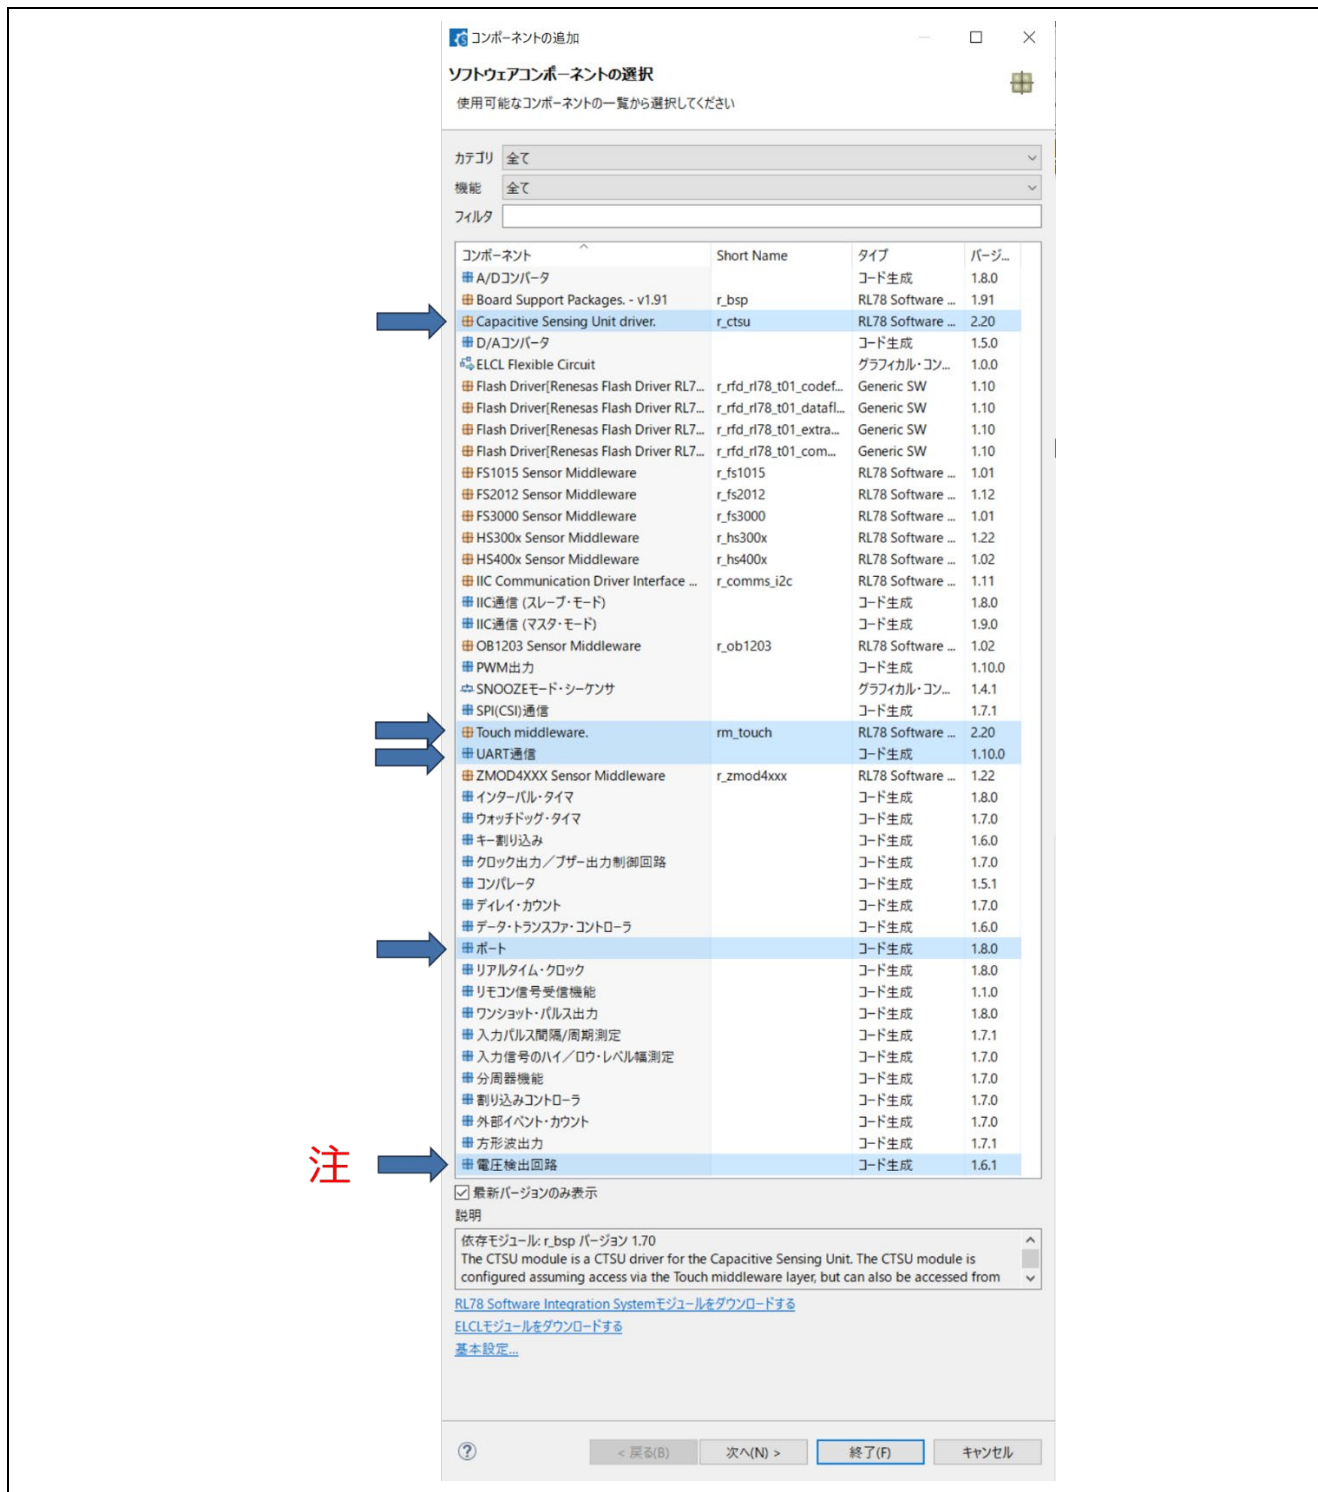 コンポーネントの追加
ソフトウェアコンポーネントの選択
使用可能なコンポーネントの一覧から選択してください
カテゴリ 全て
機能 全て
フィルタ
コンポーネント Short Name タイプ バージ...
A/Dコンバータ コード生成 1.8.0
Board Support Packages. - v1.91 r_bsp RL78 Software ... 1.91
Capacitive Sensing Unit driver. r_ctsu RL78 Software ... 2.20
D/Aコンバータ コード生成 1.5.0
ELCL Flexible Circuit グラフィカル・コン... 1.0.0
Flash Driver[Renesas Flash Driver RL7... r_rfd_rl78_t01_codef... Generic SW 1.10
Flash Driver[Renesas Flash Driver RL7... r_rfd_rl78_t01_datafl... Generic SW 1.10
Flash Driver[Renesas Flash Driver RL7... r_rfd_rl78_t01_extra... Generic SW 1.10
Flash Driver[Renesas Flash Driver RL7... r_rfd_rl78_t01_com... Generic SW 1.10
FS1015 Sensor Middleware r_fs1015 RL78 Software ... 1.01
FS2012 Sensor Middleware r_fs2012 RL78 Software ... 1.12
FS3000 Sensor Middleware r_fs3000 RL78 Software ... 1.01
HS300x Sensor Middleware r_hs300x RL78 Software ... 1.22
HS400x Sensor Middleware r_hs400x RL78 Software ... 1.02
IIC Communication Driver Interface ... r_comms_i2c RL78 Software ... 1.11
IIC通信 (スレーブ・モード) コード生成 1.8.0
IIC通信 (マスタ・モード) コード生成 1.9.0
OB1203 Sensor Middleware r_ob1203 RL78 Software ... 1.02
PWM出力 コード生成 1.10.0
SNOOZEモード・シーケンサ グラフィカル・コン... 1.4.1
SPI(CSI)通信 コード生成 1.7.1
Touch middleware. rm_touch RL78 Software ... 2.20
UART通信 コード生成 1.10.0
ZMOD4XXX Sensor Middleware r_zmod4xxx RL78 Software ... 1.22
インターバル・タイマ コード生成 1.8.0
ウォッチドッグ・タイマ コード生成 1.7.0
キー割り込み コード生成 1.6.0
クロック出力／ブザー出力制御回路 コード生成 1.7.0
コンパレータ コード生成 1.5.1
ディレイ・カウント コード生成 1.7.0
データ・トランスファ・コントローラ コード生成 1.6.0
ポート コード生成 1.8.0
リアルタイム・クロック コード生成 1.8.0
リモコン信号受信機能 コード生成 1.1.0
ワンショット・パルス出力 コード生成 1.8.0
入力パルス間隔/周期測定 コード生成 1.7.1
入力信号のハイ／ロウ・レベル幅測定 コード生成 1.7.0
分周器機能 コード生成 1.7.0
割り込みコントローラ コード生成 1.7.0
外部イベント・カウント コード生成 1.7.0
方形波出力 コード生成 1.7.1
注 電圧検出回路 コード生成 1.6.1
最新バージョンのみ表示
説明
依存モジュール: r_bsp バージョン 1.70
The CTSU module is a CTSU driver for the Capacitive Sensing Unit. The CTSU module is
configured assuming access via the Touch middleware layer, but can also be accessed from
RL78 Software Integration Systemモジュールをダウンロードする
ELCLモジュールをダウンロードする
基本設定...
< 戻る(B) 次へ(N) > 終了(F) キャンセル